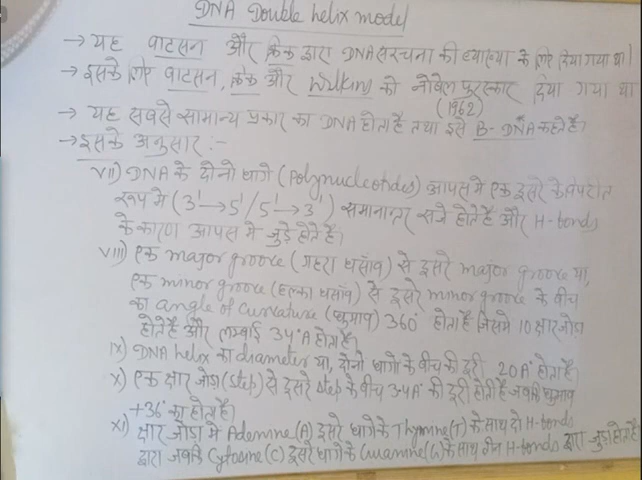 DNA Double helix model
→ यह वाटसन और क्रिक द्वारा DNA संरचना की व्याख्या के लिए दिया गया था।
→ इसके लिए वाटसन, क्रिक और Wilkins को नोबेल पुरस्कार दिया गया था
(1962)
→ यह सबसे सामान्य प्रकार का DNA होता है तथा इसे B-DNA कहते है।
→ इसके अनुसार :-
VII) DNA के दोनो धागे (Polynucleotides) आपस मे एक दूसरे के विपरीत
रूप मे (3'→5'/5'→3') समानान्तर सजे होते है और H-bonds
के कारण आपस मे जुड़े होते है।
VIII) एक major groove (गहरा धसाँव) से दूसरे major groove या,
एक minor groove (हल्का धसाँव) से दूसरे minor groove के बीच
का angle of curvature (घुमाव) 360° होता है जिसमे 10 क्षार जोड़ा
होते है और लम्बाई 34°A होता है।
IX) DNA helix का diameter या, दोनो धागो के बीच की दूरी 20A° होता है।
X) एक क्षार जोड़ा (step) से दूसरे step के बीच 3.4A° की दूरी होती है जबकि घुमाव
+36° का होता है।
XI) क्षार जोड़ा मे Adenine(A) दूसरे धागे के Thymine(T) के साथ दो H-bonds
द्वारा जबकि Cytosine(C) दूसरे धागे के Guanine(G) के साथ तीन H-bonds द्वारा जुड़ा होता है